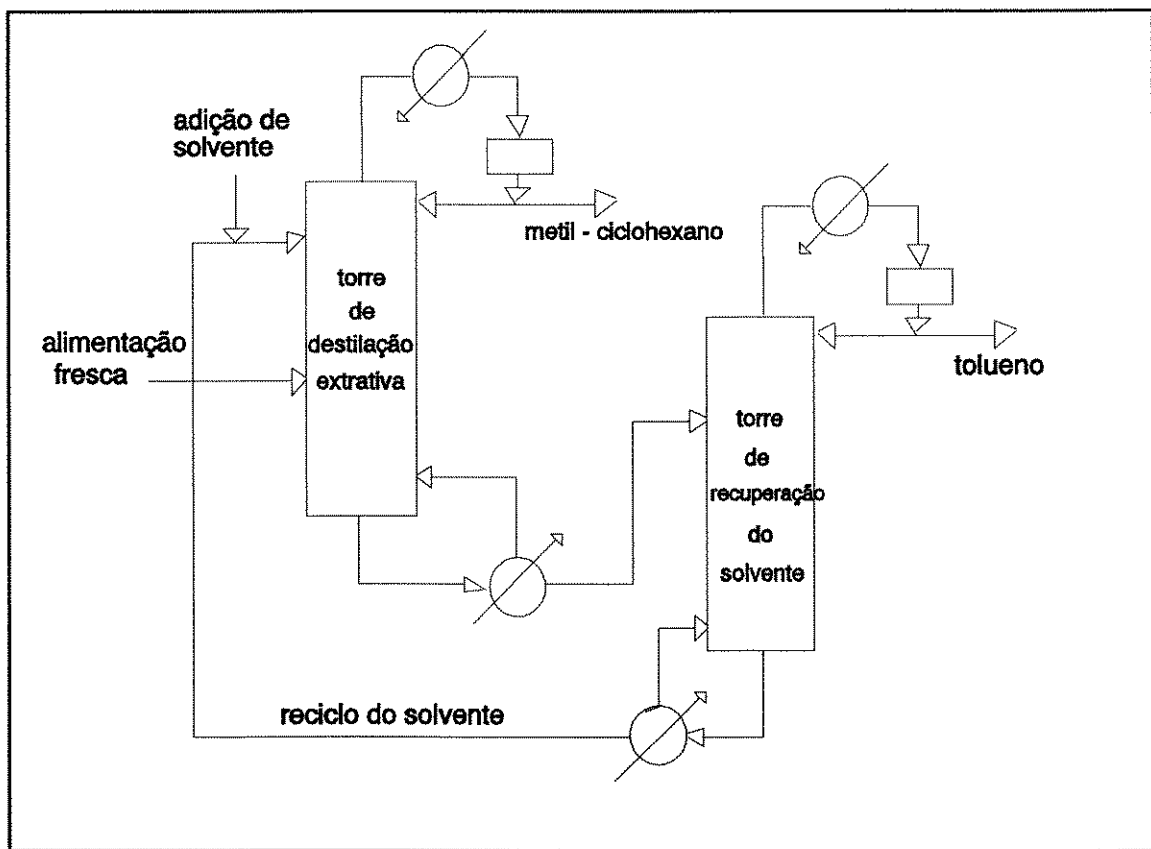 adição de
solvente
metil - ciclohexano
torre
de
destilação
extrativa
alimentação
fresca
tolueno
torre
de
recuperação
do
solvente
reciclo do solvente